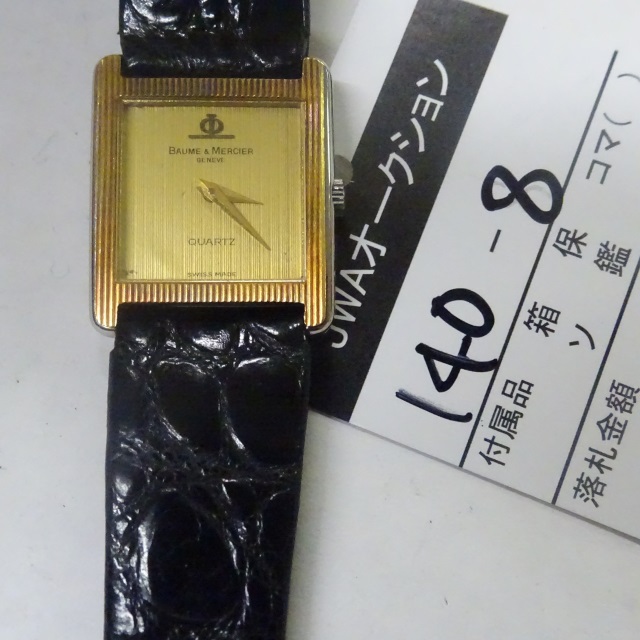 BAUME & MERCIER
GENEVE
QUARTZ
SWISS MADE
JWAオークション
140-8
付属品 箱 保 コマ( )
ソ 鑑
落札金額